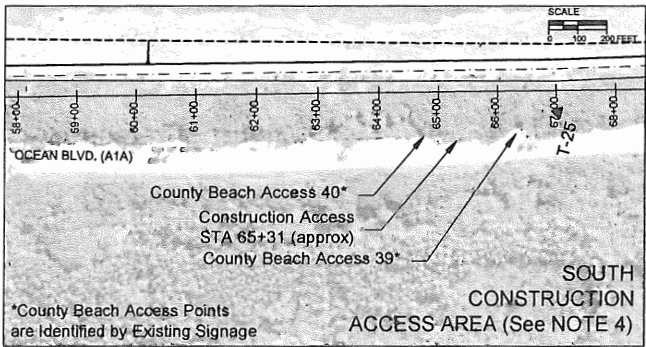 SCALE
0 100 200 FEET
58+00 59+00 60+00 61+00 62+00 63+00 64+00 65+00 66+00 67+00 68+00
T-25
OCEAN BLVD. (A1A)
County Beach Access 40*
Construction Access
STA 65+31 (approx)
County Beach Access 39*
SOUTH
CONSTRUCTION
ACCESS AREA (See NOTE 4)
*County Beach Access Points
are Identified by Existing Signage